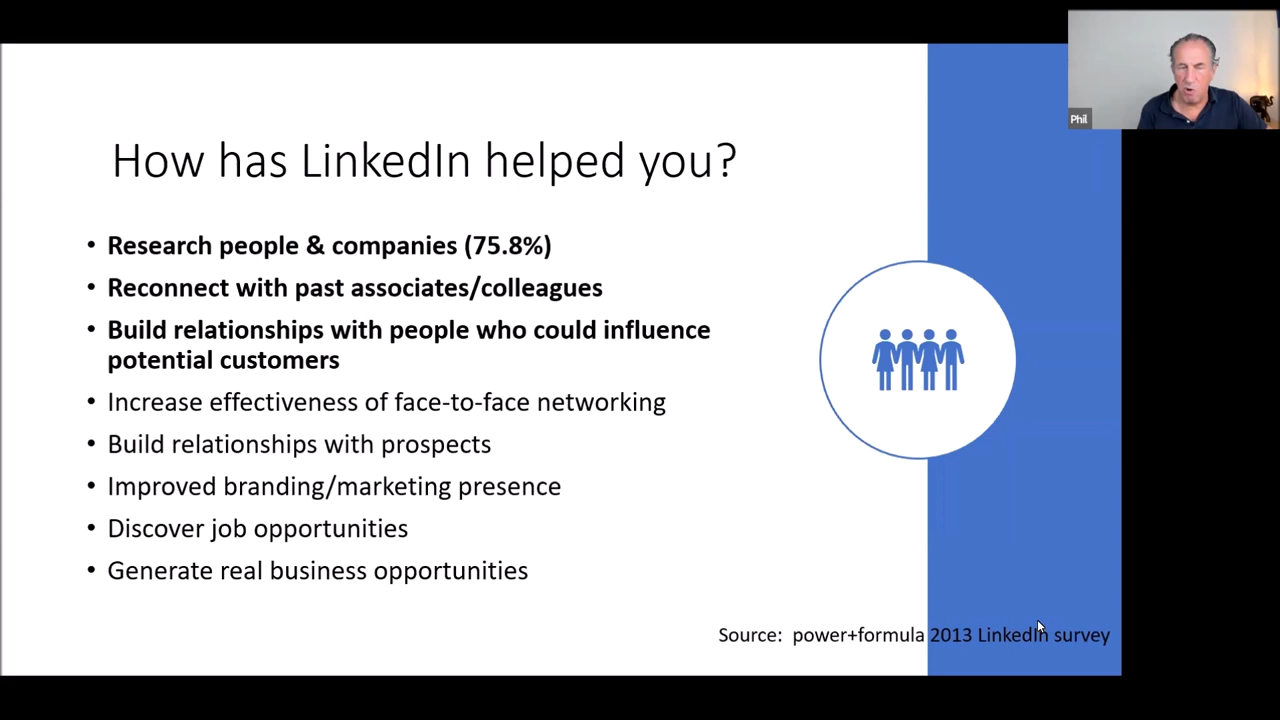 Phil
How has LinkedIn helped you?
• Research people & companies (75.8%)
• Reconnect with past associates/colleagues
• Build relationships with people who could influence
potential customers
• Increase effectiveness of face-to-face networking
• Build relationships with prospects
• Improved branding/marketing presence
• Discover job opportunities
• Generate real business opportunities
Source: power+formula 2013 LinkedIn survey